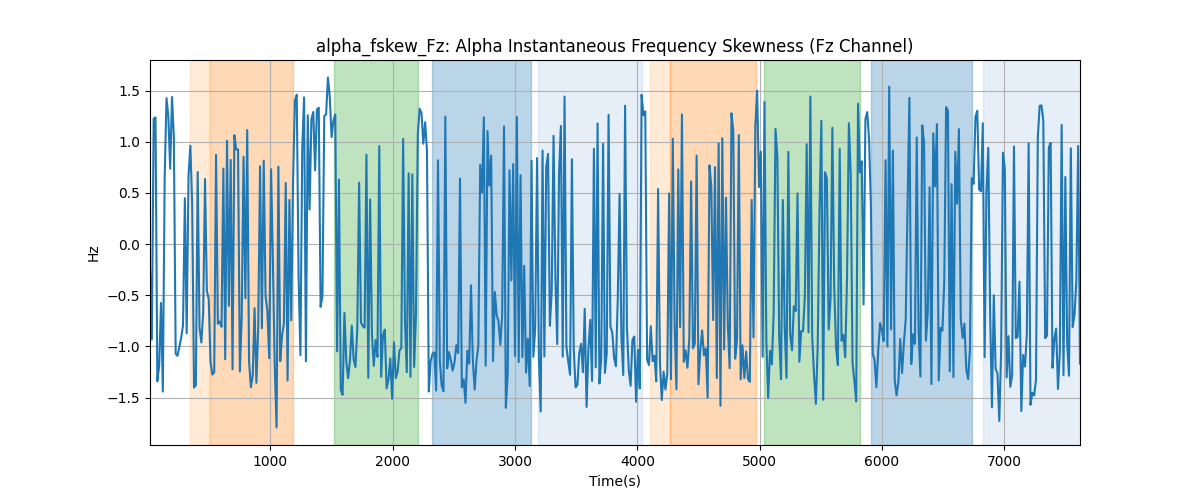 alpha_fskew_Fz: Alpha Instantaneous Frequency Skewness (Fz Channel)
Hz
1.5
1.0
0.5
0.0
−0.5
−1.0
−1.5
1000 2000 3000 4000 5000 6000 7000
Time(s)